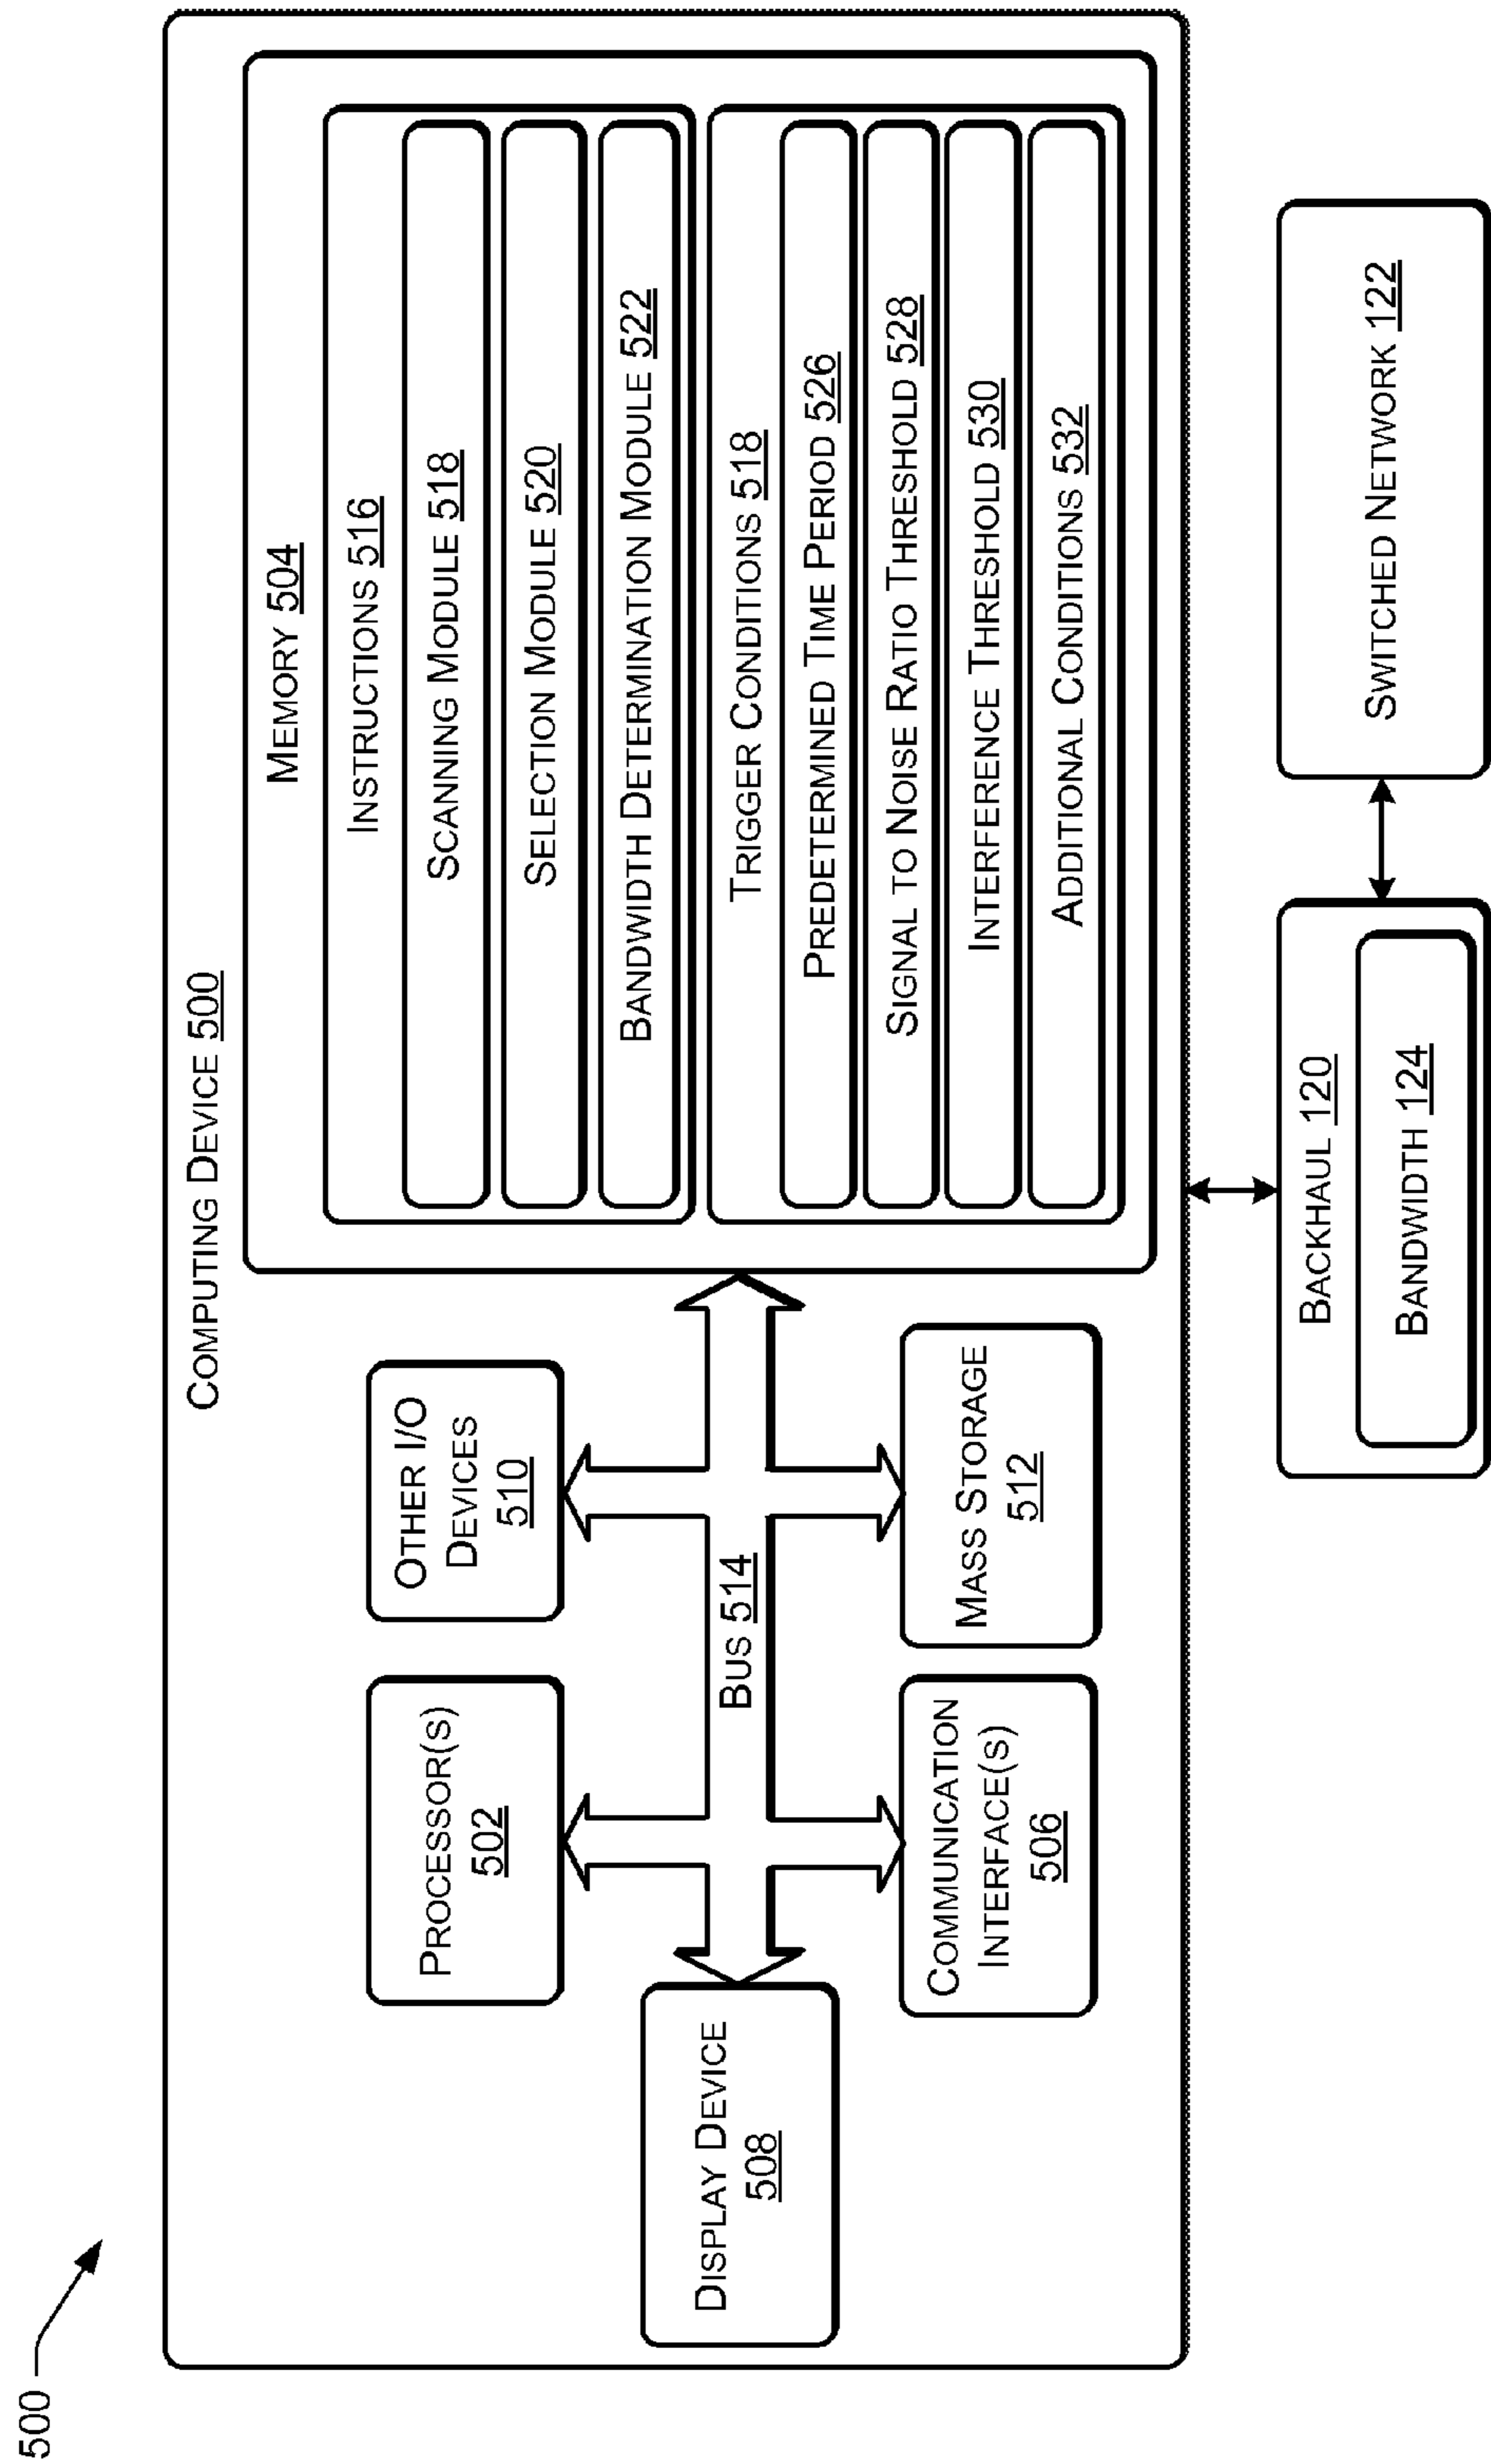 500
COMPUTING DEVICE 500
PROCESSOR(S)
502
OTHER I/O
DEVICES
510
DISPLAY DEVICE
508
BUS 514
COMMUNICATION
INTERFACE(S)
506
MASS STORAGE
512
MEMORY 504
INSTRUCTIONS 516
SCANNING MODULE 518
SELECTION MODULE 520
BANDWIDTH DETERMINATION MODULE 522
TRIGGER CONDITIONS 518
PREDETERMINED TIME PERIOD 526
SIGNAL TO NOISE RATIO THRESHOLD 528
INTERFERENCE THRESHOLD 530
ADDITIONAL CONDITIONS 532
BACKHAUL 120
BANDWIDTH 124
SWITCHED NETWORK 122